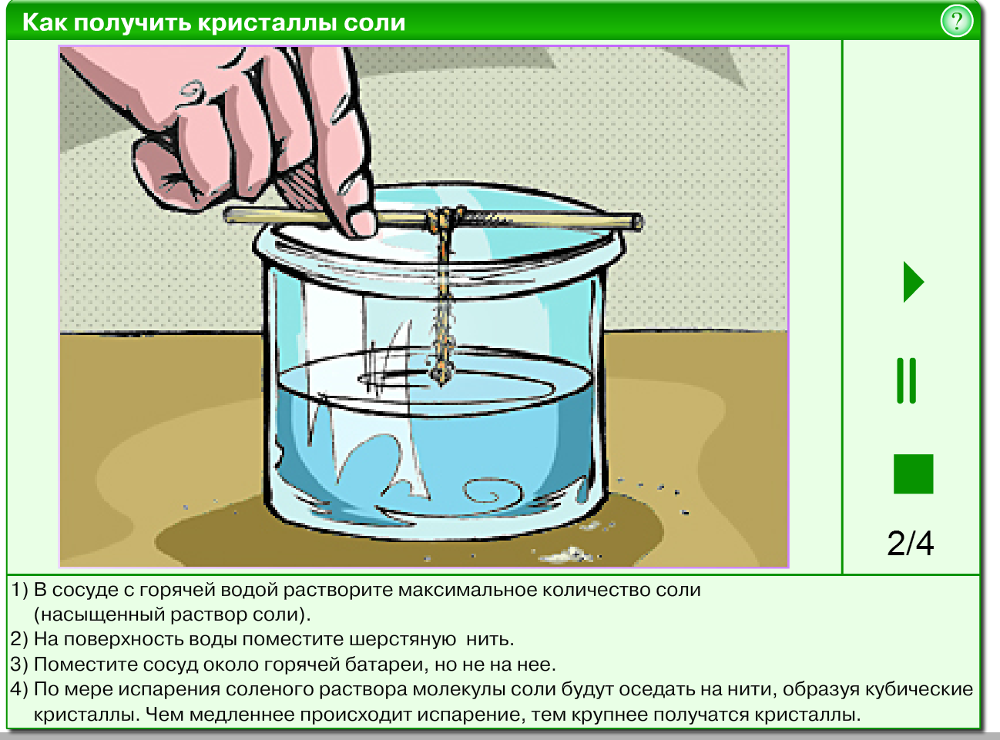 Как получить кристаллы соли
?
2/4
1) В сосуде с горячей водой растворите максимальное количество соли
(насыщенный раствор соли).
2) На поверхность воды поместите шерстяную нить.
3) Поместите сосуд около горячей батареи, но не на нее.
4) По мере испарения соленого раствора молекулы соли будут оседать на нити, образуя кубические
кристаллы. Чем медленнее происходит испарение, тем крупнее получатся кристаллы.